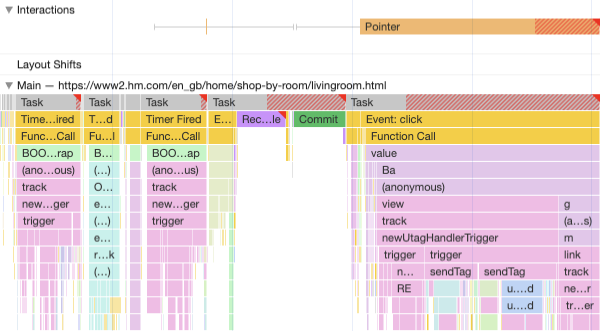 Interactions
Pointer
Layout Shifts
Main — https://www2.hm.com/en_gb/home/shop-by-room/livingroom.html
Task Task Task Task Task
Time…ired T…d Timer Fired E… Rec…le Commit Event: click
Func…Call Fu…l Func…Call Function Call
BOO…rap B… BOO…ap value
(ano…ous) (…) (ano…us) Ba
track O… track (anonymous)
new…ger e… new…ger view g
trigger (…) trigger track (a…s)
e… newUtagHandlerTrigger m
r…k trigger trigger link
(…) n… sendTag sendTag track
RE u….d ne…r
u….d tr…er